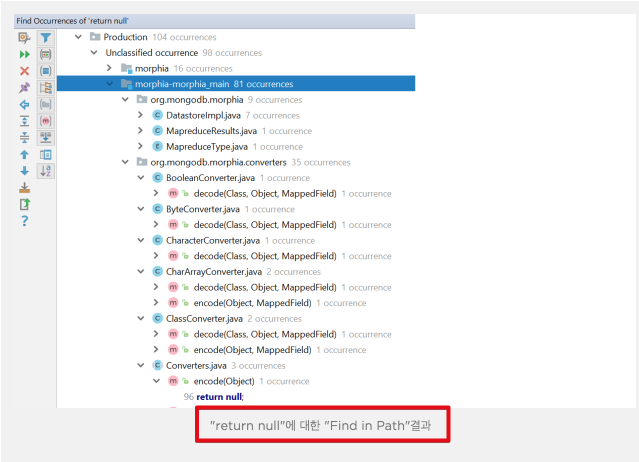 Find Occurrences of 'return null'
Production 104 occurrences
Unclassified occurrence 98 occurrences
morphia 16 occurrences
morphia-morphia_main 81 occurrences
org.mongodb.morphia 9 occurrences
DatastoreImpl.java 7 occurrences
MapreduceResults.java 1 occurrence
MapreduceType.java 1 occurrence
org.mongodb.morphia.converters 35 occurrences
BooleanConverter.java 1 occurrence
decode(Class, Object, MappedField) 1 occurrence
ByteConverter.java 1 occurrence
decode(Class, Object, MappedField) 1 occurrence
CharacterConverter.java 1 occurrence
decode(Class, Object, MappedField) 1 occurrence
CharArrayConverter.java 2 occurrences
decode(Class, Object, MappedField) 1 occurrence
encode(Object, MappedField) 1 occurrence
ClassConverter.java 2 occurrences
decode(Class, Object, MappedField) 1 occurrence
encode(Object, MappedField) 1 occurrence
Converters.java 3 occurrences
encode(Object) 1 occurrence
96 return null;
"return null"에 대한 "Find in Path"결과